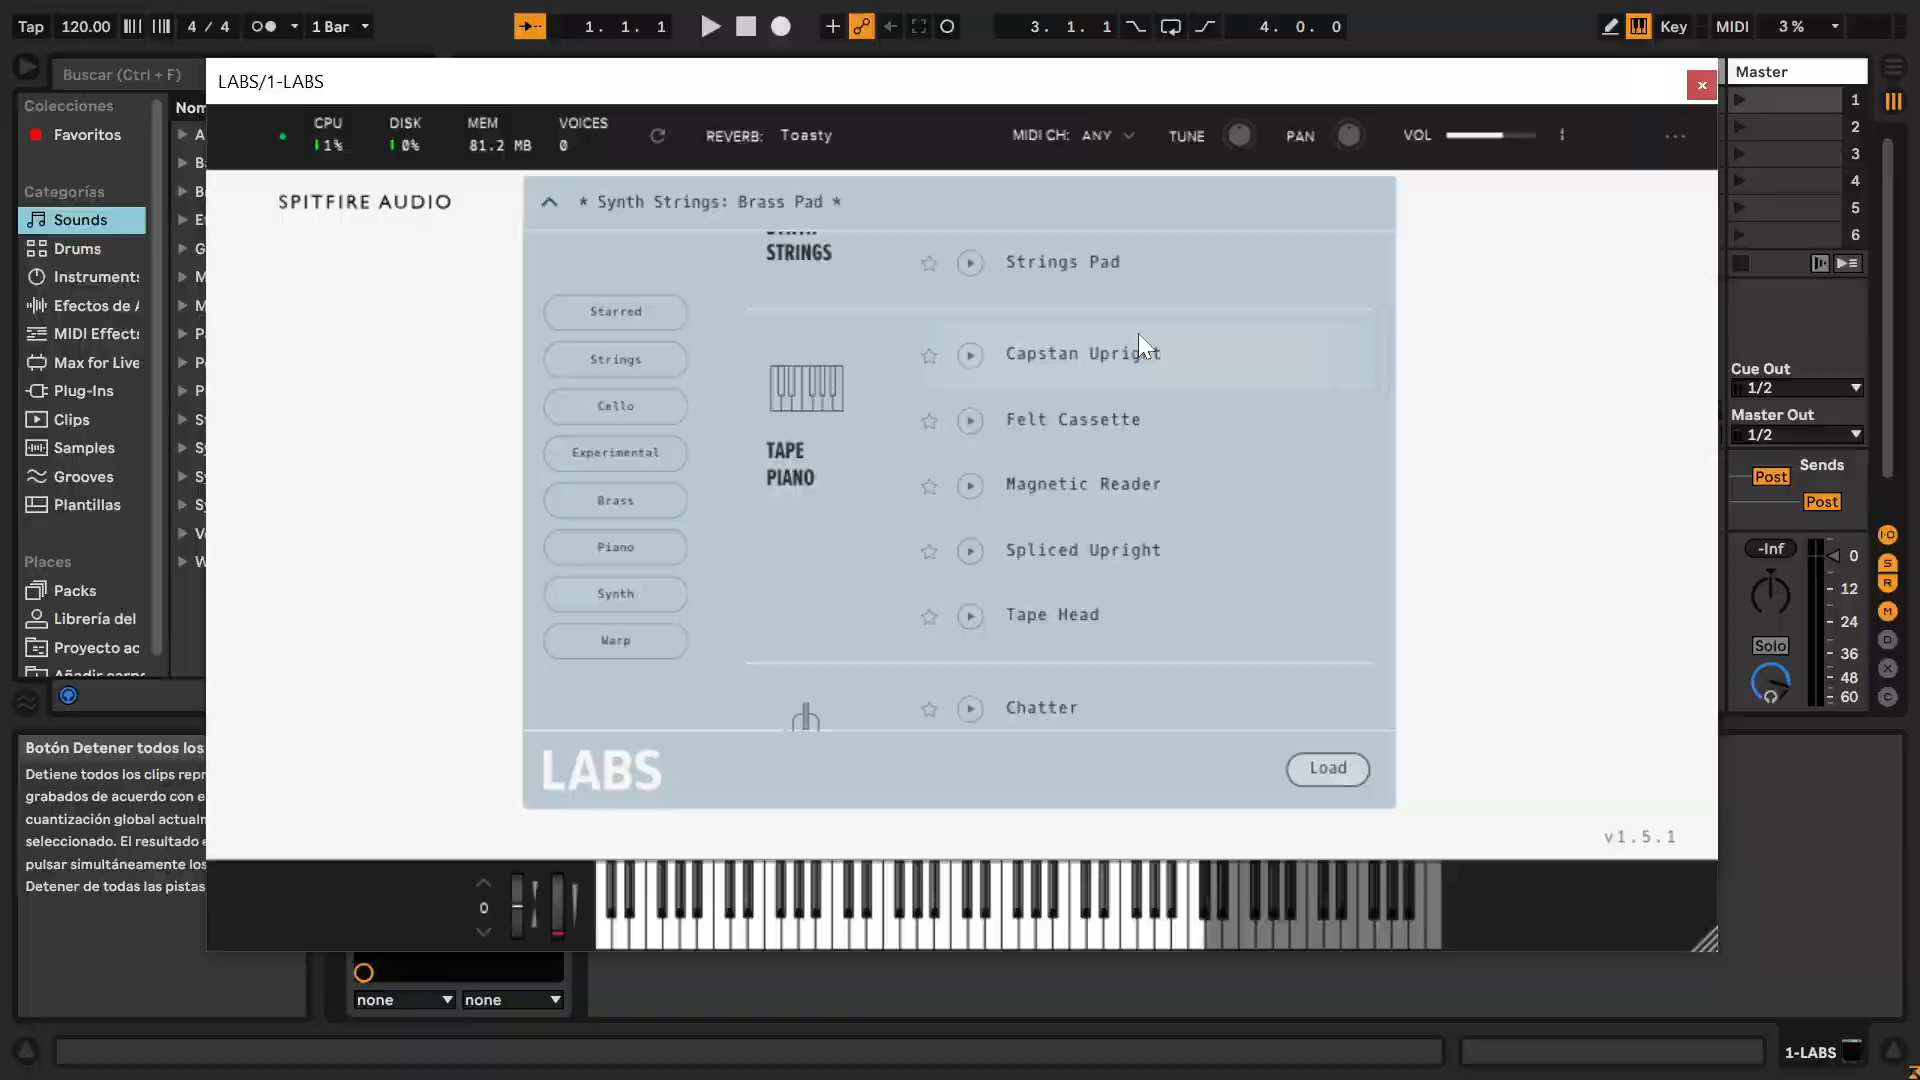 Tap 120.00 4 / 4 1 Bar 1. 1. 1 3. 1. 1 4. 0. 0 Key MIDI 3 %
Buscar (Ctrl + F)
LABS/1-LABS
Master
Colecciones
Favoritos
Categorías
Sounds
Drums
Instrument
Efectos de A
MIDI Effect
Max for Live
Plug-Ins
Clips
Samples
Grooves
Plantillas
Places
Packs
Librería del
Proyecto ac
Nom
CPU DISK MEM VOICES
1% 0% 81.2 MB 0
REVERB: Toasty MIDI CH: ANY TUNE PAN VOL
SPITFIRE AUDIO
* Synth Strings: Brass Pad *
STRINGS
Strings Pad
Starred
Strings
Cello
Experimental
Brass
Piano
Synth
Warp
TAPE
PIANO
Capstan Upright
Felt Cassette
Magnetic Reader
Spliced Upright
Tape Head
Chatter
LABS
Load
v1.5.1
0
1
2
3
4
5
6
Cue Out
1/2
Master Out
1/2
Sends
Post
Post
-Inf
0
12
24
36
48
60
Solo
I·O
S
R
M
D
X
C
Botón Detener todos los
Detiene todos los clips repr
grabados de acuerdo con e
cuantización global actualm
seleccionado. El resultado e
pulsar simultáneamente los
Detener de todas las pistas
none none
1-LABS